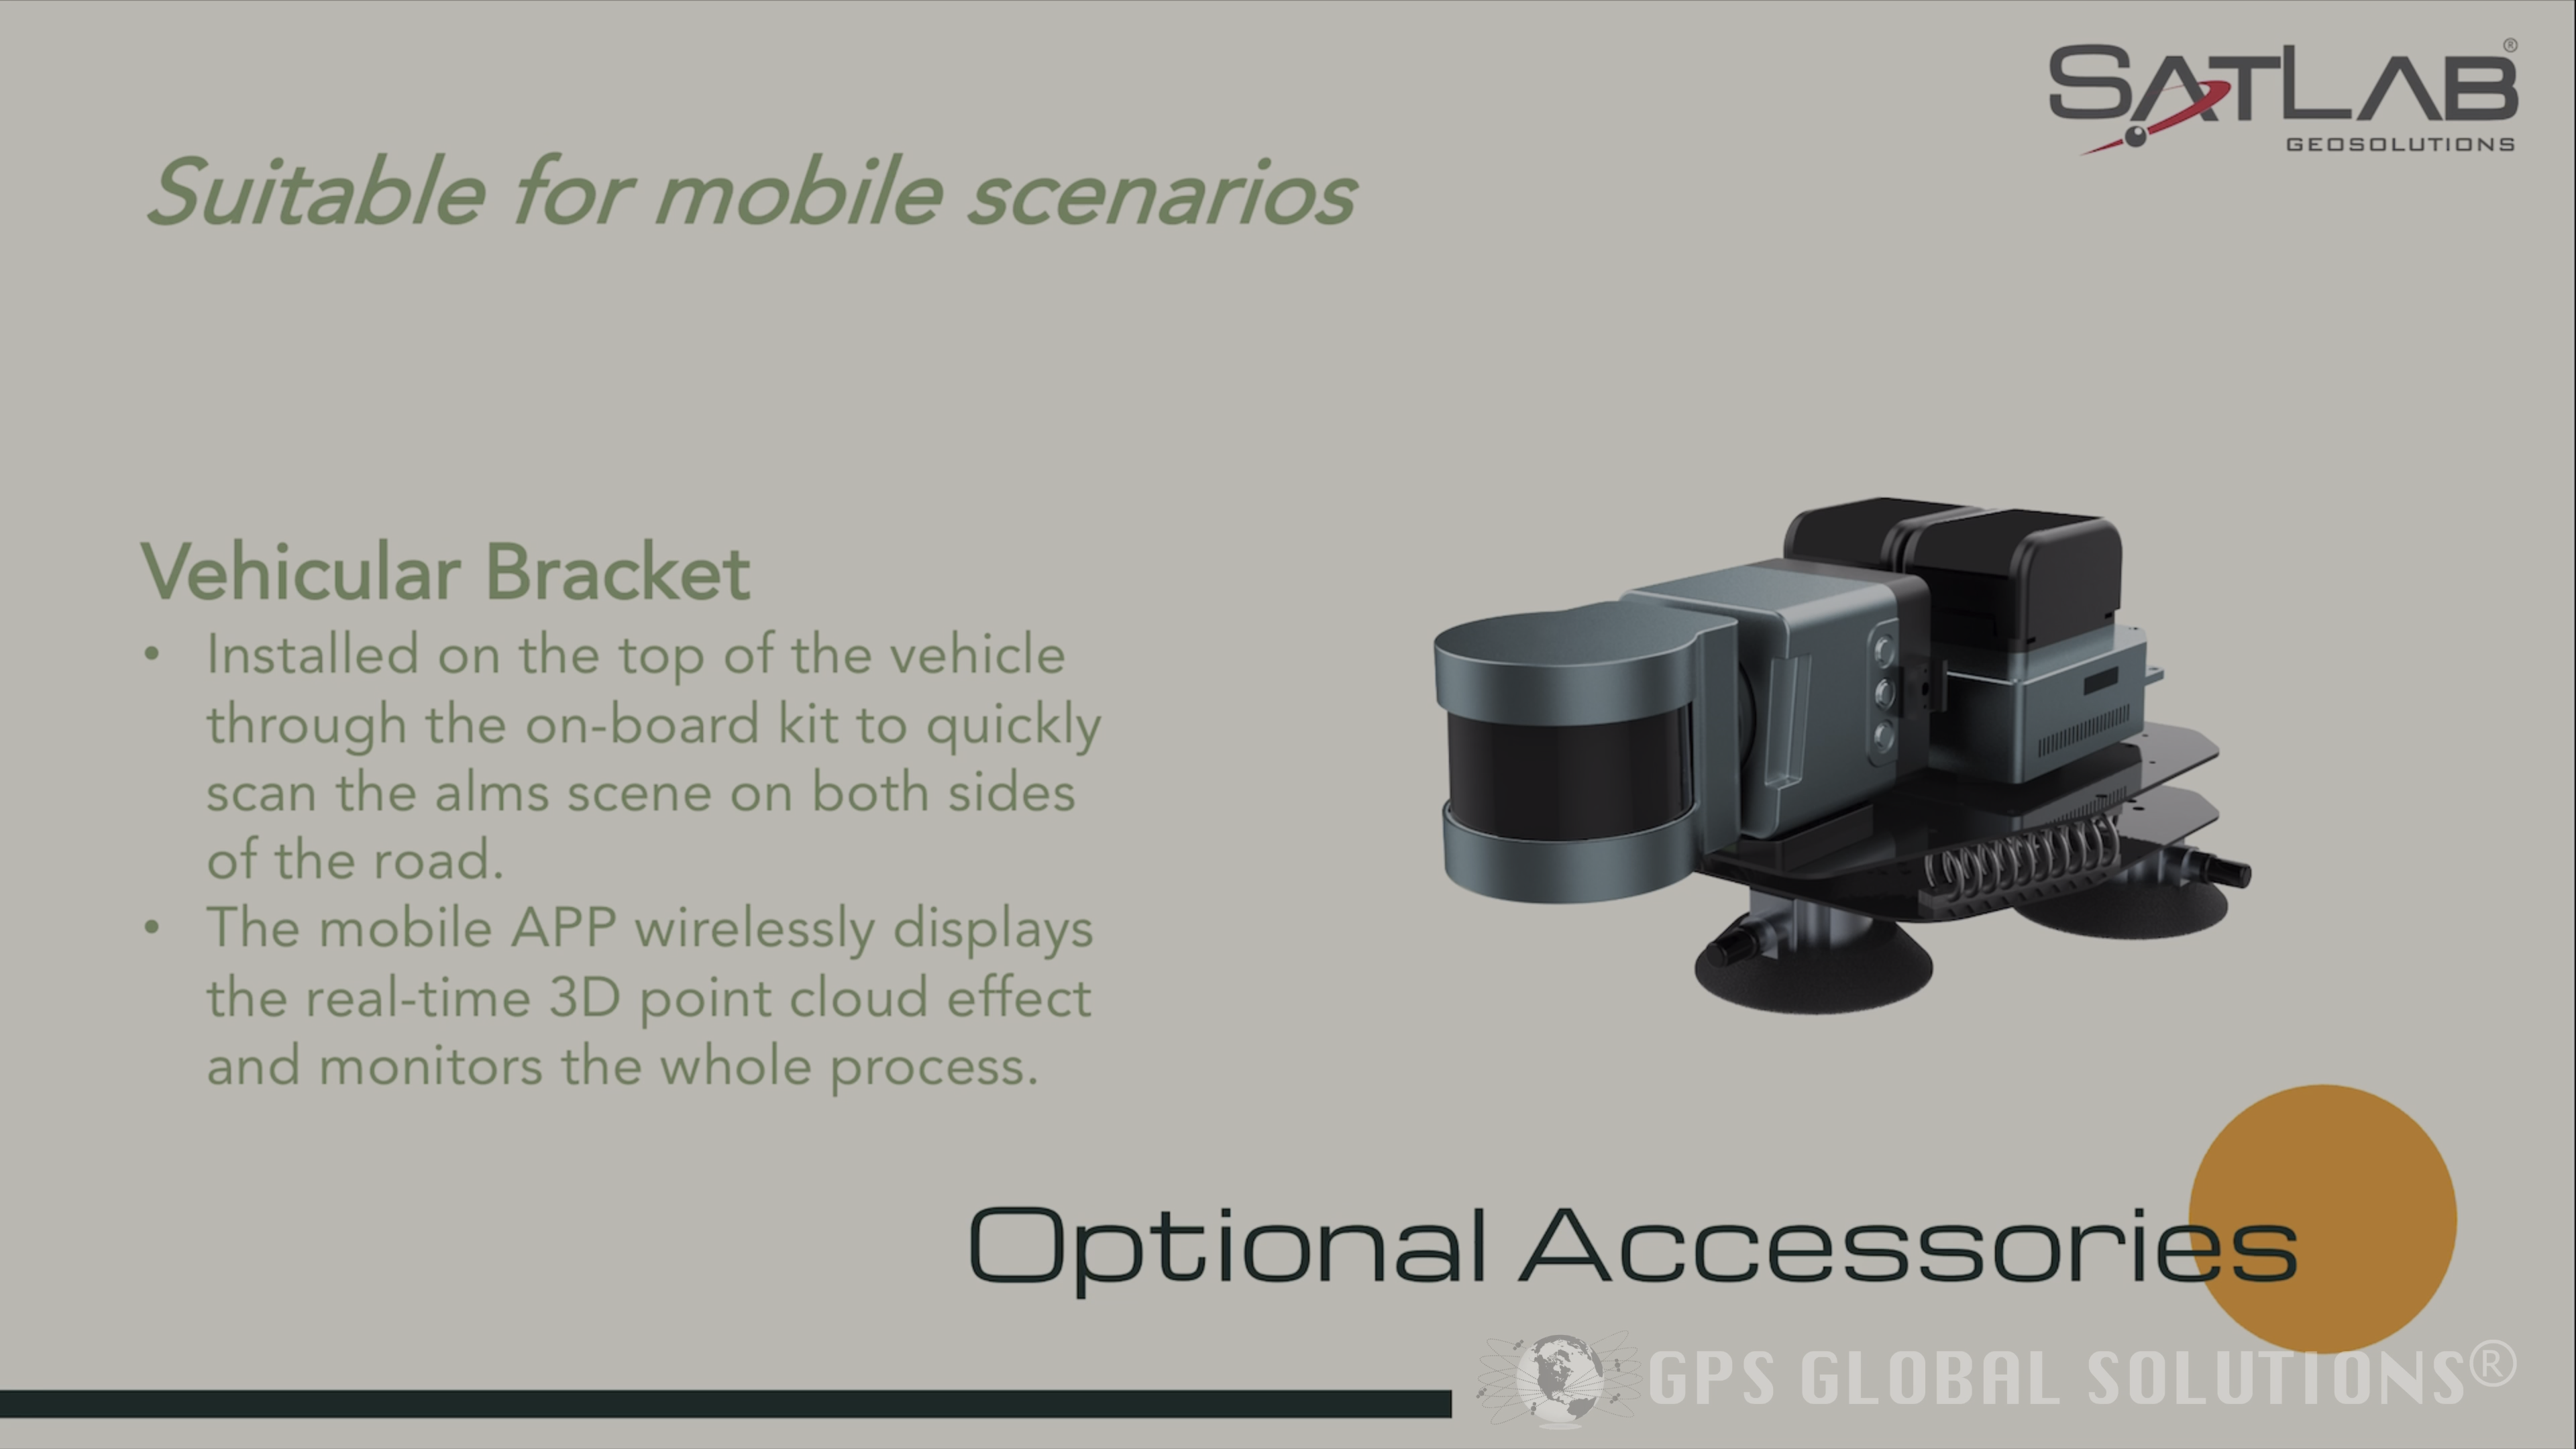 SATLAB®
GEOSOLUTIONS
Suitable for mobile scenarios
Vehicular Bracket
• Installed on the top of the vehicle
through the on-board kit to quickly
scan the alms scene on both sides
of the road.
• The mobile APP wirelessly displays
the real-time 3D point cloud effect
and monitors the whole process.
Optional Accessories
GPS GLOBAL SOLUTIONS®